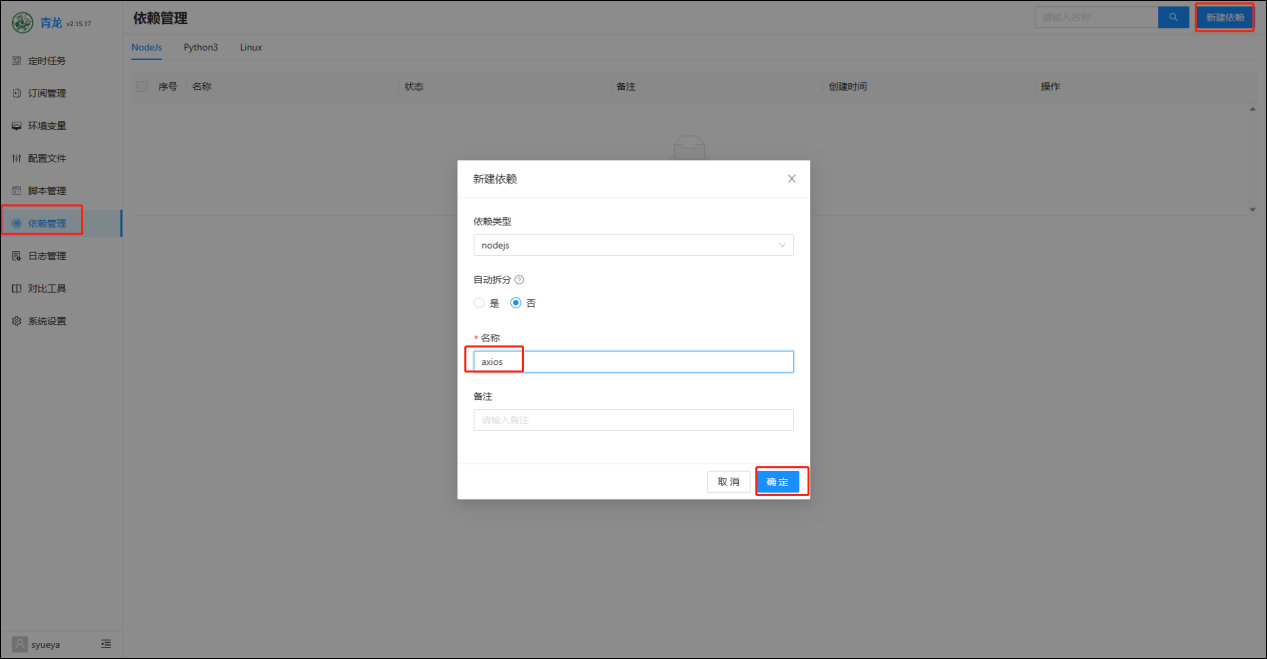 青龙 v2.15.17
依赖管理
请输入名称
新建依赖
NodeJs Python3 Linux
定时任务
订阅管理
环境变量
配置文件
脚本管理
依赖管理
日志管理
对比工具
系统设置
序号 名称 状态 备注 创建时间 操作
新建依赖
依赖类型
nodejs
自动拆分
是 否
* 名称
axios
备注
请输入备注
取 消 确 定
syueya